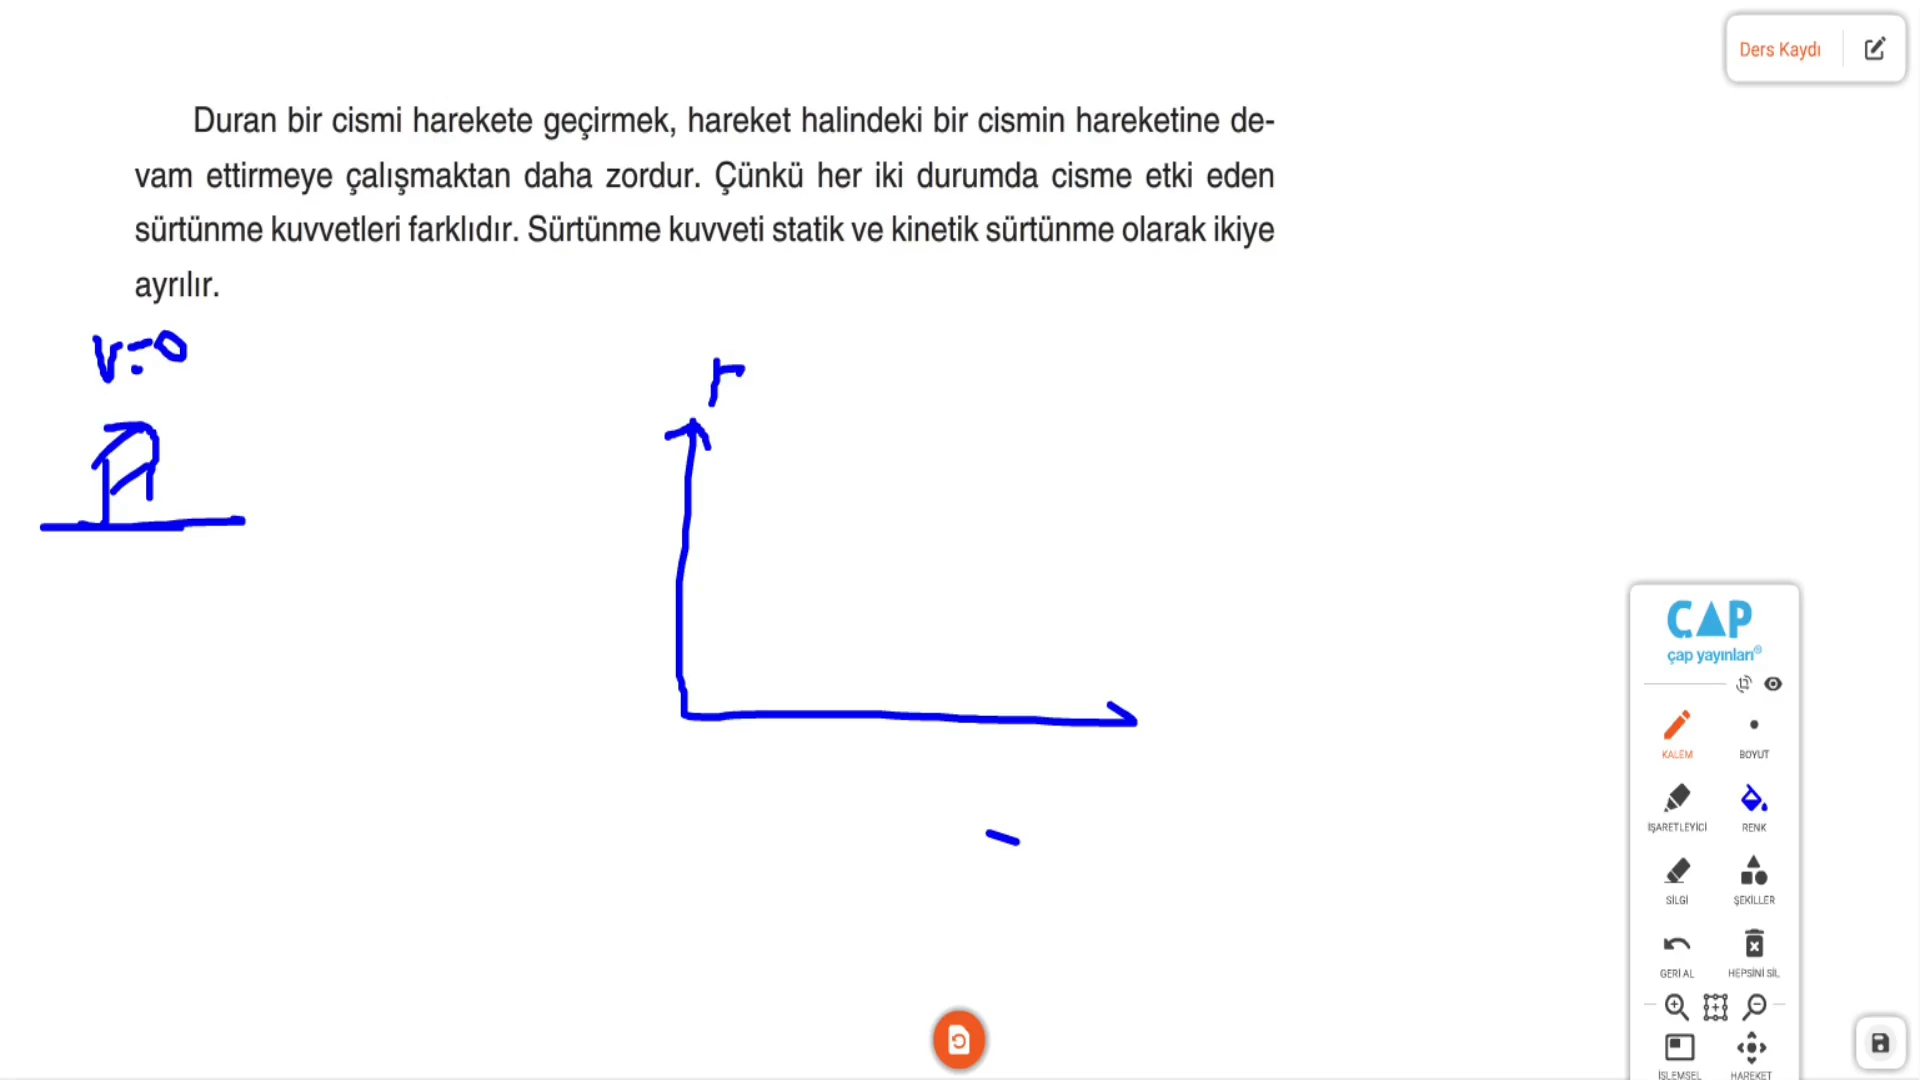 Ders Kaydı
Duran bir cismi harekete geçirmek, hareket halindeki bir cismin hareketine de-
vam ettirmeye çalışmaktan daha zordur. Çünkü her iki durumda cisme etki eden
sürtünme kuvvetleri farklıdır. Sürtünme kuvveti statik ve kinetik sürtünme olarak ikiye
ayrılır.
V=0
ÇAP
çap yayınları®
KALEM
BOYUT
İŞARETLEYİCİ
RENK
SİLGİ
ŞEKİLLER
GERİ AL
HEPSİNİ SİL
İŞLEMSEL
HAREKET